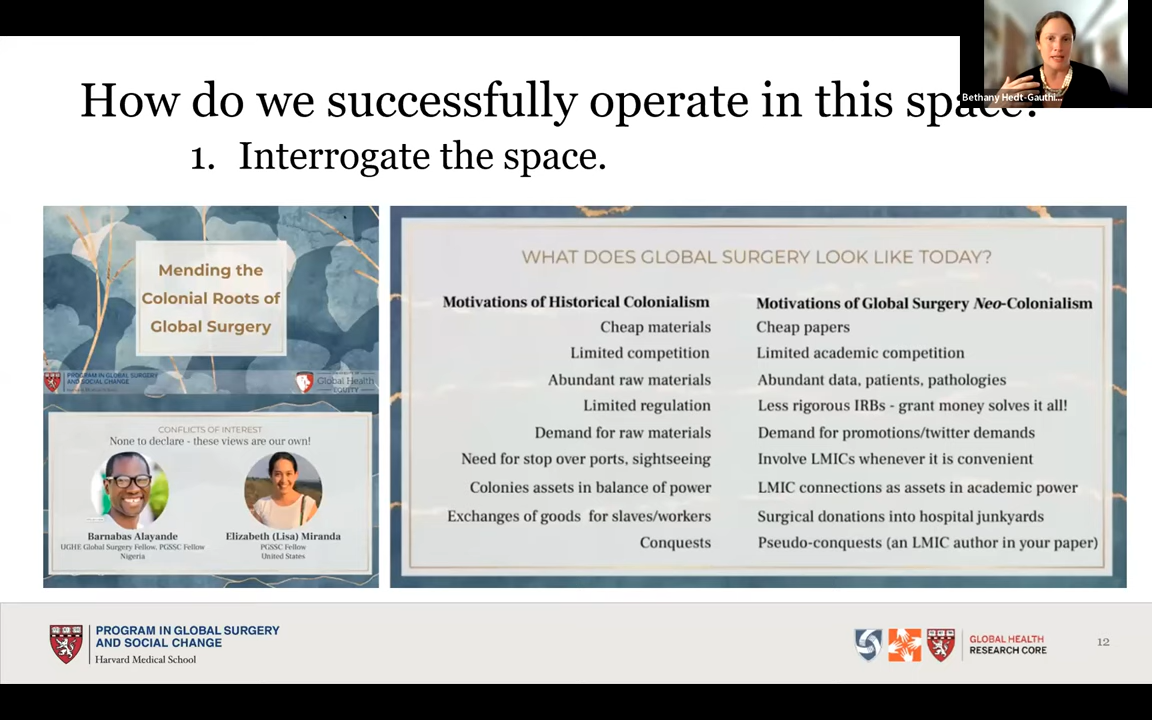 How do we successfully operate in this space?
Bethany Hedt-Gauthi...
1. Interrogate the space.
Mending the
Colonial Roots of
Global Surgery
PROGRAM IN GLOBAL SURGERY
AND SOCIAL CHANGE
Global Health
EQUITY
CONFLICTS OF INTEREST
None to declare - these views are our own!
Barnabas Alayande
UGHE Global Surgery Fellow, PGSSC Fellow
Nigeria
Elizabeth (Lisa) Miranda
PGSSC Fellow
United States
WHAT DOES GLOBAL SURGERY LOOK LIKE TODAY?
Motivations of Historical Colonialism Motivations of Global Surgery Neo-Colonialism
Cheap materials Cheap papers
Limited competition Limited academic competition
Abundant raw materials Abundant data, patients, pathologies
Limited regulation Less rigorous IRBs - grant money solves it all!
Demand for raw materials Demand for promotions/twitter demands
Need for stop over ports, sightseeing Involve LMICs whenever it is convenient
Colonies assets in balance of power LMIC connections as assets in academic power
Exchanges of goods for slaves/workers Surgical donations into hospital junkyards
Conquests Pseudo-conquests (an LMIC author in your paper)
PROGRAM IN GLOBAL SURGERY
AND SOCIAL CHANGE
Harvard Medical School
GLOBAL HEALTH
RESEARCH CORE
12